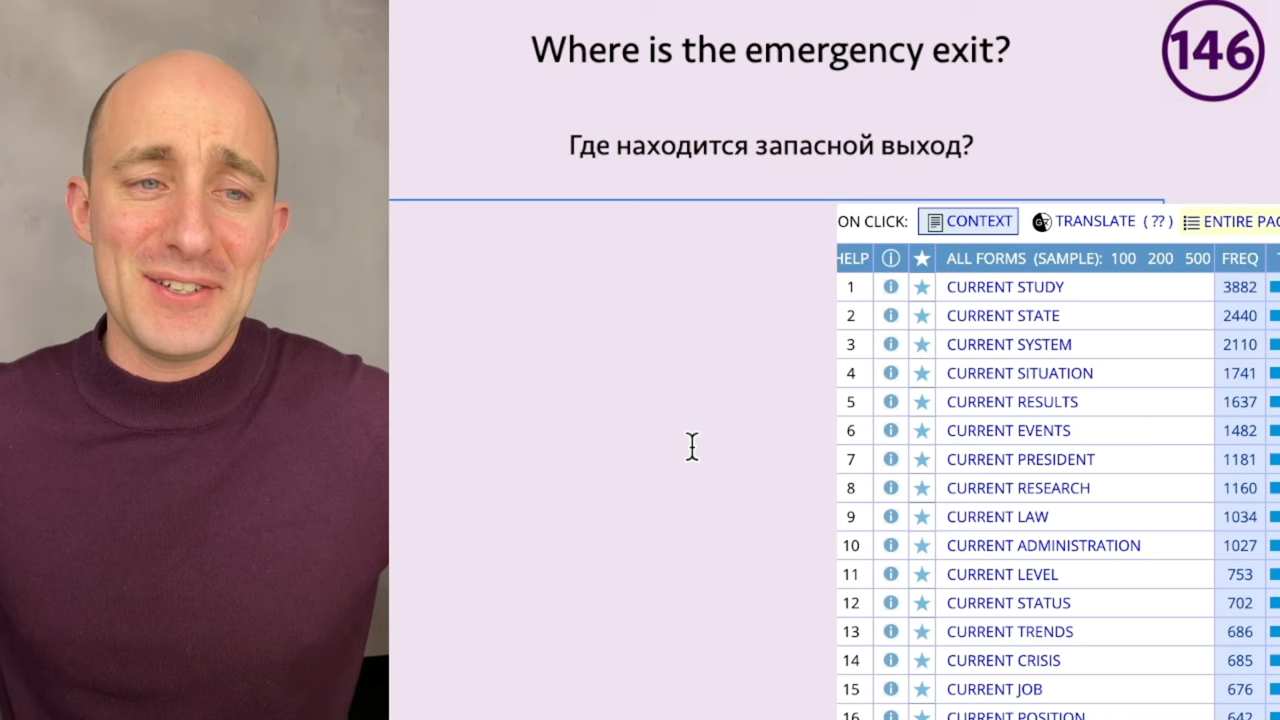 Where is the emergency exit?
146
Где находится запасной выход?
ON CLICK: CONTEXT TRANSLATE (??) ENTIRE PAG
HELP ALL FORMS (SAMPLE): 100 200 500 FREQ
1 CURRENT STUDY 3882
2 CURRENT STATE 2440
3 CURRENT SYSTEM 2110
4 CURRENT SITUATION 1741
5 CURRENT RESULTS 1637
6 CURRENT EVENTS 1482
7 CURRENT PRESIDENT 1181
8 CURRENT RESEARCH 1160
9 CURRENT LAW 1034
10 CURRENT ADMINISTRATION 1027
11 CURRENT LEVEL 753
12 CURRENT STATUS 702
13 CURRENT TRENDS 686
14 CURRENT CRISIS 685
15 CURRENT JOB 676
16 CURRENT POSITION 642